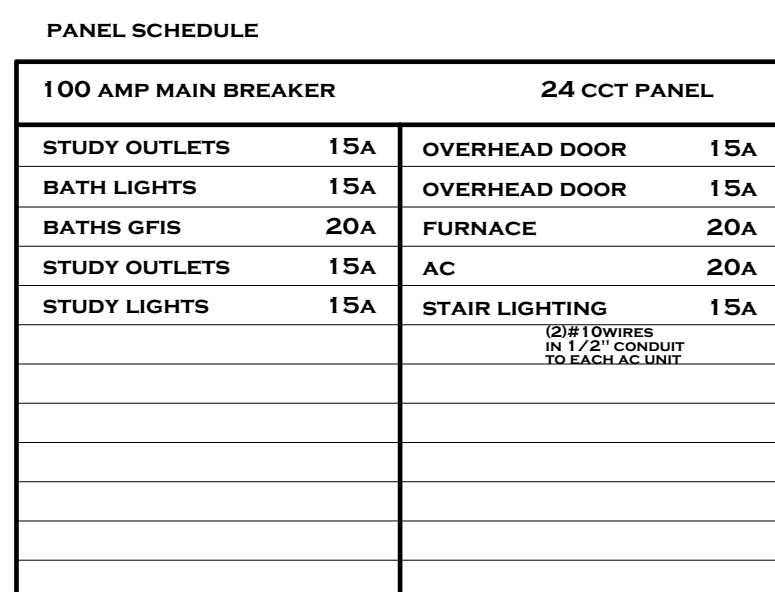 PANEL SCHEDULE
100 AMP MAIN BREAKER 24 CCT PANEL
STUDY OUTLETS 15A OVERHEAD DOOR 15A
BATH LIGHTS 15A OVERHEAD DOOR 15A
BATHS GFIS 20A FURNACE 20A
STUDY OUTLETS 15A AC 20A
STUDY LIGHTS 15A STAIR LIGHTING 15A
(2)#10WIRES
IN 1/2" CONDUIT
TO EACH AC UNIT